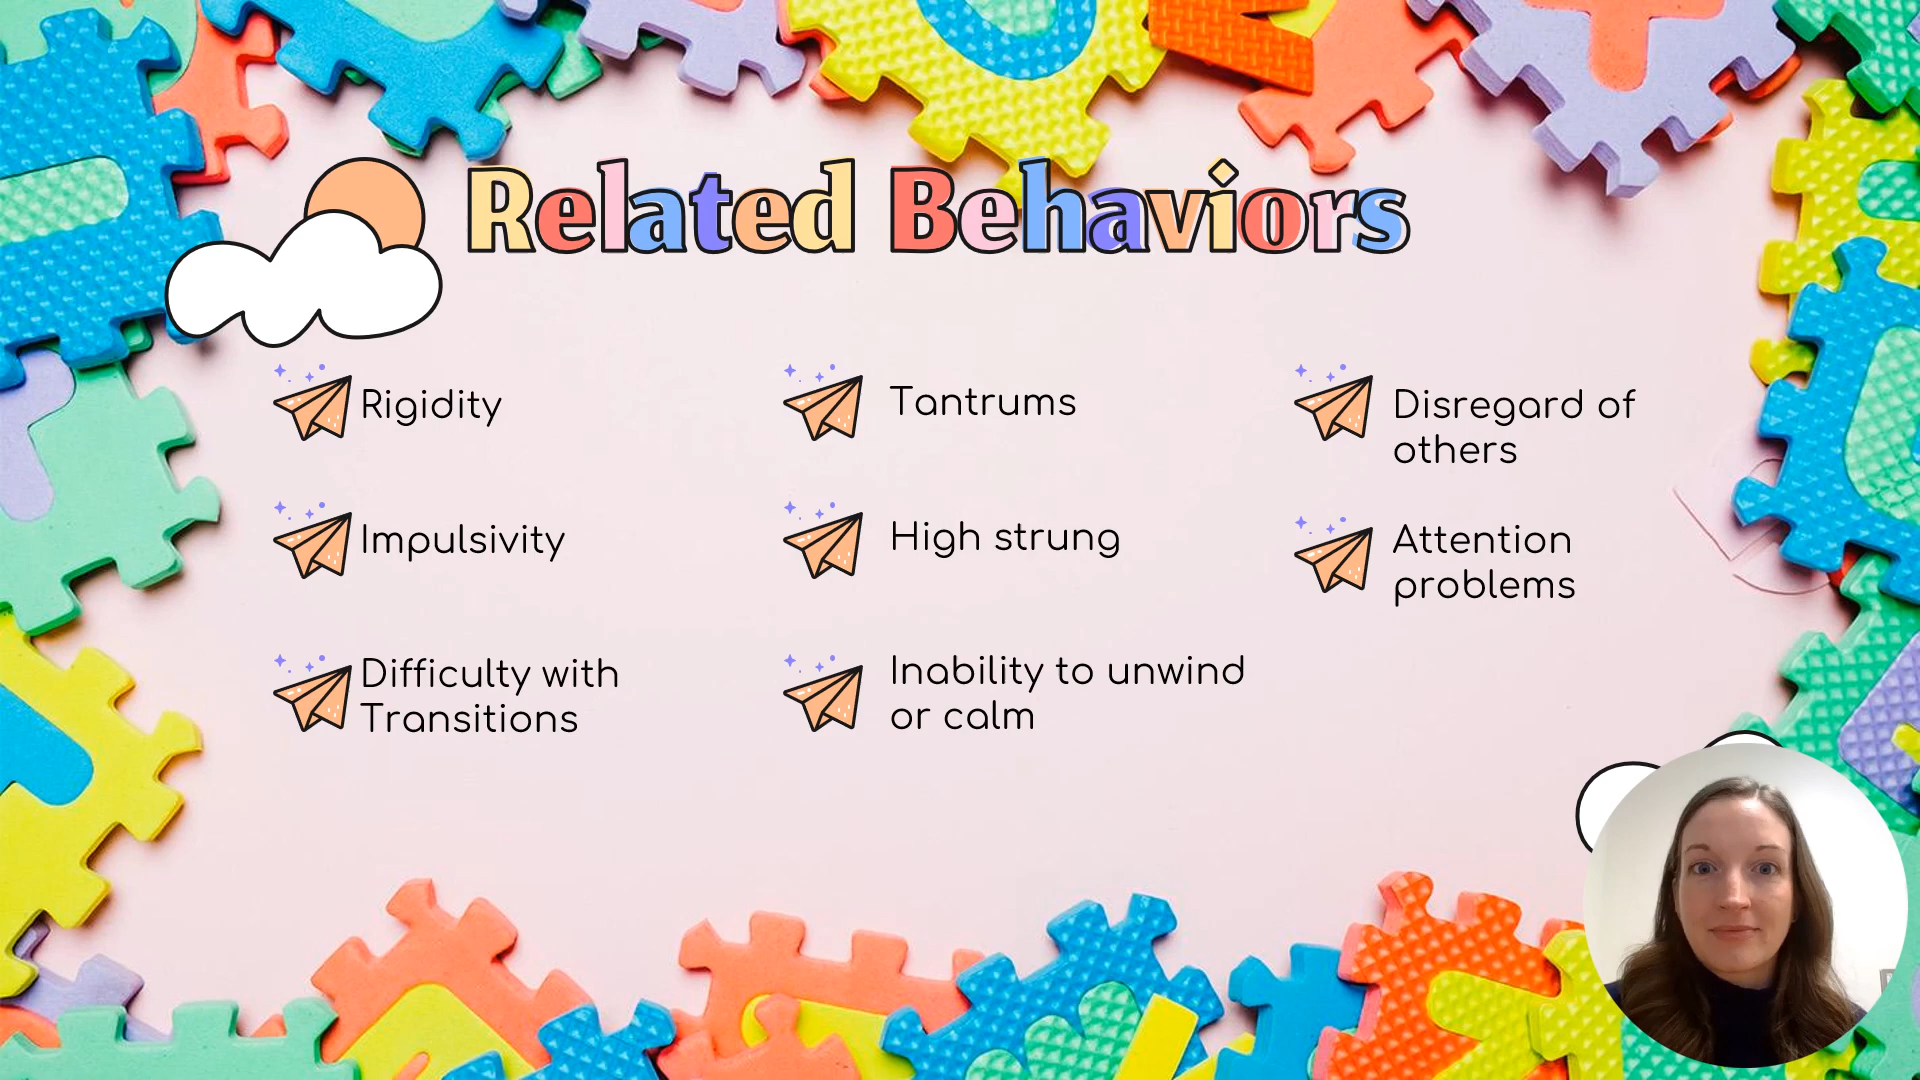 Related Behaviors
Rigidity
Impulsivity
Difficulty with
Transitions
Tantrums
High strung
Inability to unwind
or calm
Disregard of
others
Attention
problems